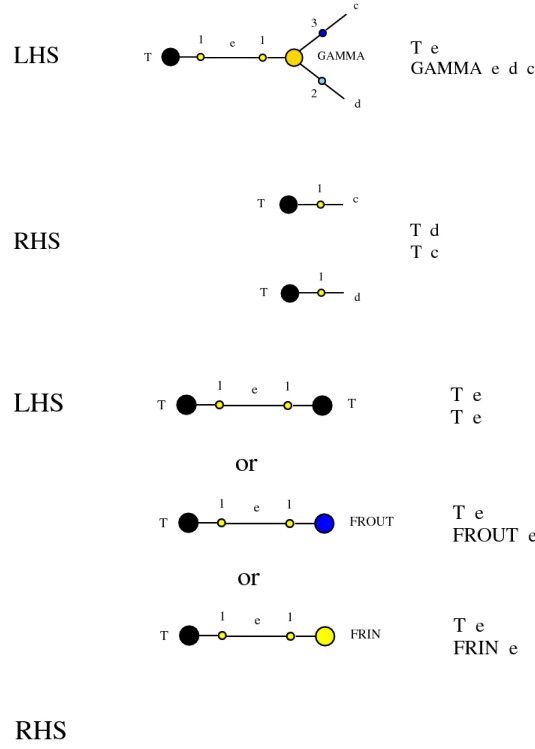 c
3
LHS T 1 e 1 GAMMA T e
GAMMA e d c
2
d
1
T c
RHS T d
T c
1
T d
1 e 1
LHS T T T e
T e
or
1 e 1
T FROUT T e
FROUT e
or
1 e 1
T FRIN T e
FRIN e
RHS